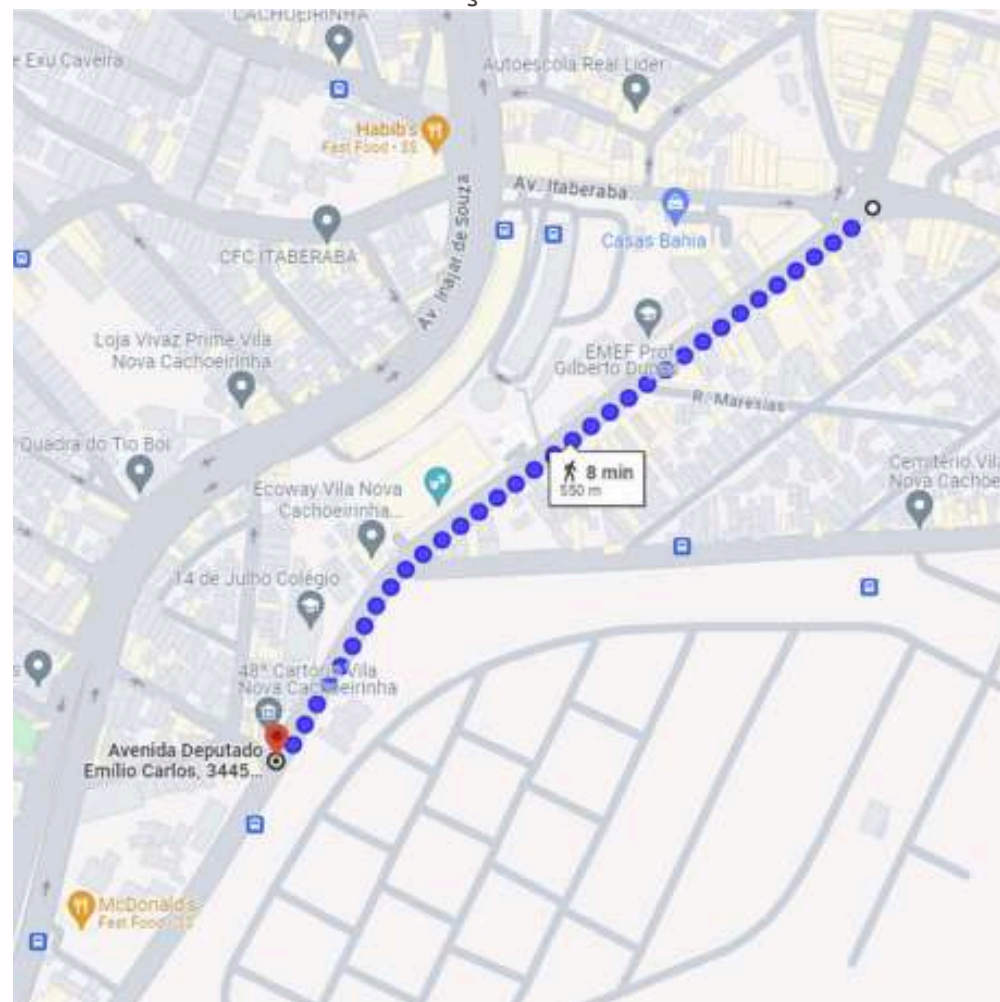 s
CACHOEIRINHA
e Exu Caveira
Autoescola Real Líder
Habib's
Fast Food • $$
Av. Itaberaba
Casas Bahia
Av. Inajar de Souza
CFC ITABERABA
Loja Vivaz Prime Vila
Nova Cachoeirinha
EMEF Prof.
Gilberto
R. Maresias
Quadra do Tio Boi
8 min
550 m
Cemitério Vila
Nova Cachoe
Ecoway Vila Nova
Cachoeirinha...
14 de Julho Colégio
48° Cartório Vila
Nova Cachoeirinha
s
Avenida Deputado
Emílio Carlos, 3445...
McDonald's
Fast Food